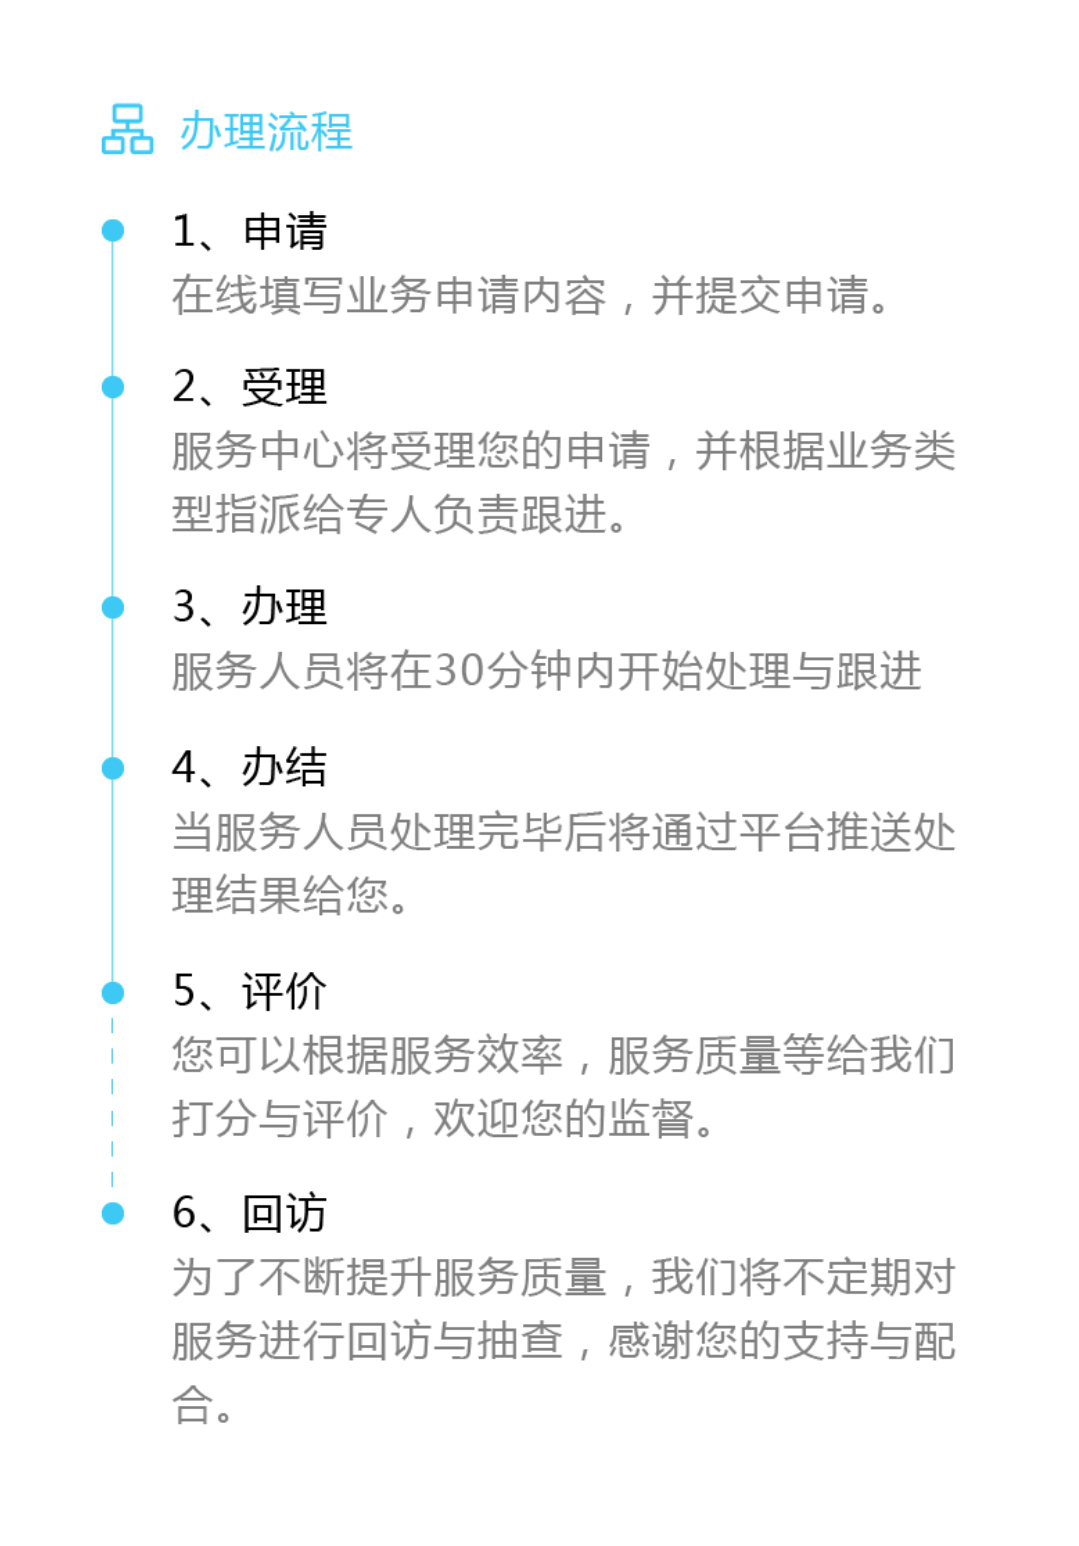 办理流程
1、申请
在线填写业务申请内容，并提交申请。
2、受理
服务中心将受理您的申请，并根据业务类
型指派给专人负责跟进。
3、办理
服务人员将在30分钟内开始处理与跟进
4、办结
当服务人员处理完毕后将通过平台推送处
理结果给您。
5、评价
您可以根据服务效率，服务质量等给我们
打分与评价，欢迎您的监督。
6、回访
为了不断提升服务质量，我们将不定期对
服务进行回访与抽查，感谢您的支持与配
合。